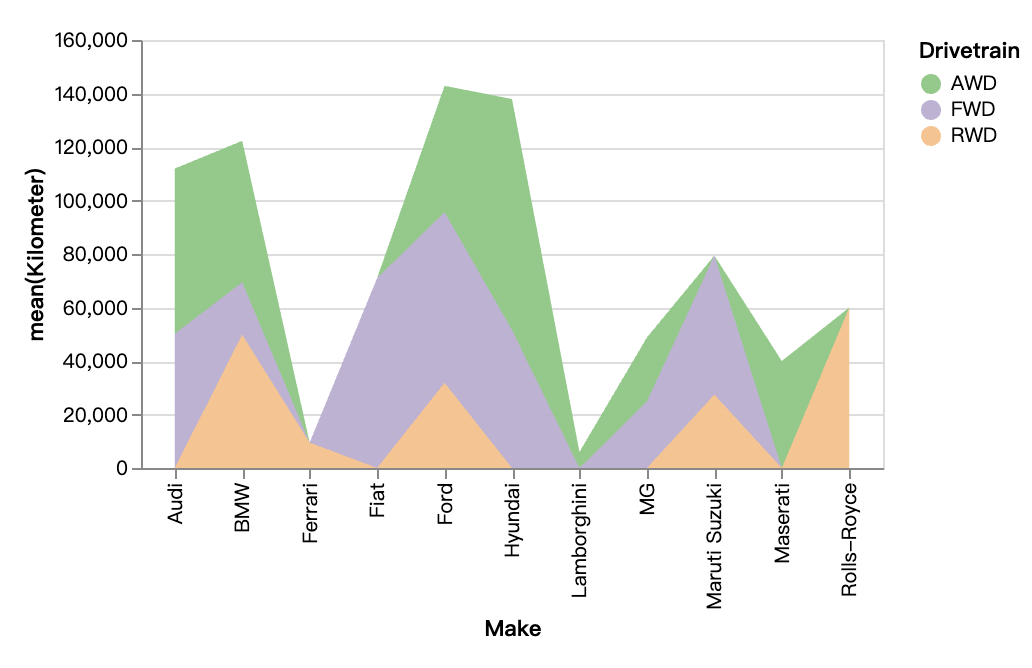 160,000
140,000
120,000
100,000
80,000
60,000
40,000
20,000
0
mean(Kilometer)
Audi
BMW
Ferrari
Fiat
Ford
Hyundai
Lamborghini
MG
Maruti Suzuki
Maserati
Rolls-Royce
Make
Drivetrain
AWD
FWD
RWD